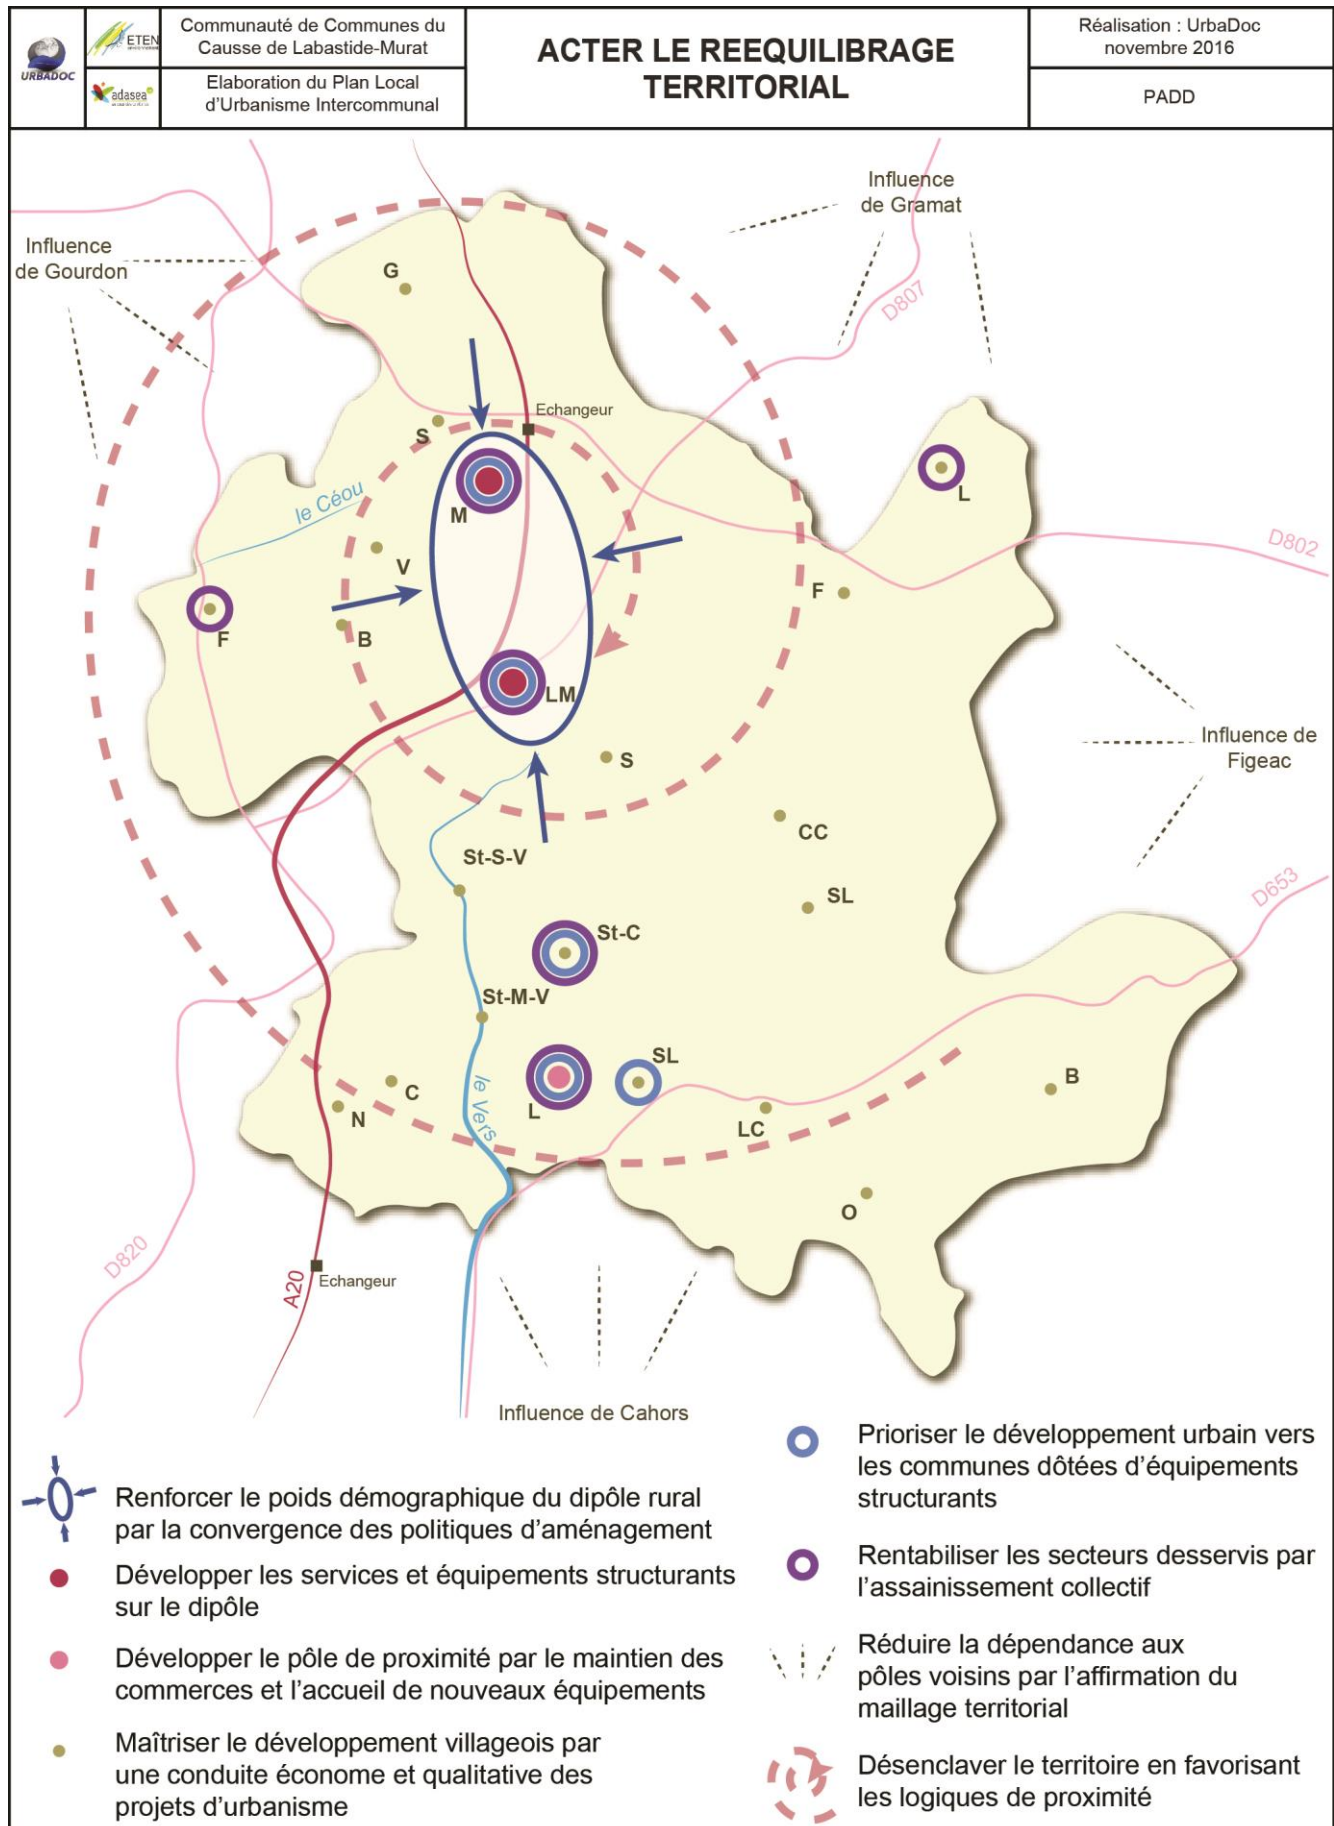 URBADOC
ETEN
environnement
adasea
Communauté de Communes du
Causse de Labastide-Murat
Elaboration du Plan Local
d'Urbanisme Intercommunal
ACTER LE REEQUILIBRAGE
TERRITORIAL
Réalisation : UrbaDoc
novembre 2016
PADD
Influence
de Gramat
Influence
de Gourdon
G
D807
Echangeur
S
M
L
le Céou
D802
V
F
F
B
LM
Influence de
Figeac
S
CC
St-S-V
SL
D653
St-C
St-M-V
SL
B
C
L
le Vers
N
LC
O
D820
A20
Echangeur
Influence de Cahors
Renforcer le poids démographique du dipôle rural
par la convergence des politiques d'aménagement
Développer les services et équipements structurants
sur le dipôle
Développer le pôle de proximité par le maintien des
commerces et l'accueil de nouveaux équipements
Maîtriser le développement villageois par
une conduite économe et qualitative des
projets d'urbanisme
Prioriser le développement urbain vers
les communes dôtées d'équipements
structurants
Rentabiliser les secteurs desservis par
l'assainissement collectif
Réduire la dépendance aux
pôles voisins par l'affirmation du
maillage territorial
Désenclaver le territoire en favorisant
les logiques de proximité